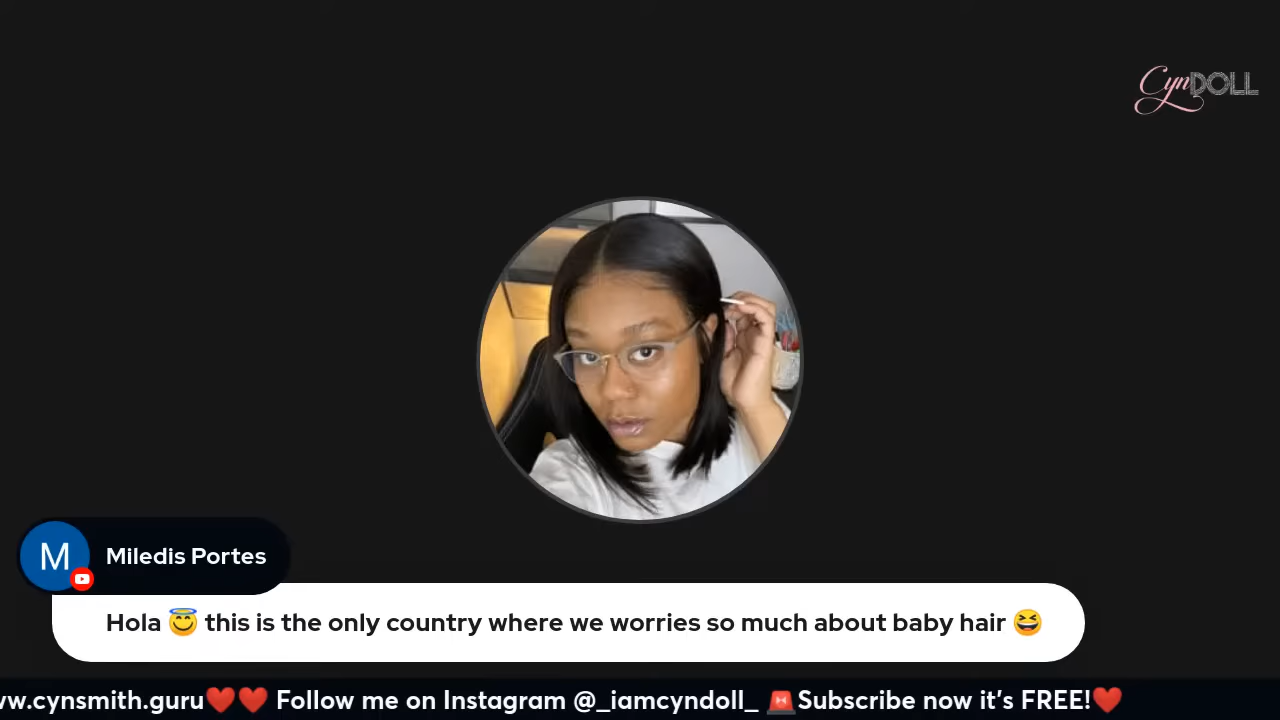 CynDOLL
M
Miledis Portes
Hola 😇 this is the only country where we worries so much about baby hair 😆
ww.cynsmith.guru❤️❤️ Follow me on Instagram @_iamcyndoll_ 🚨Subscribe now it's FREE!❤️